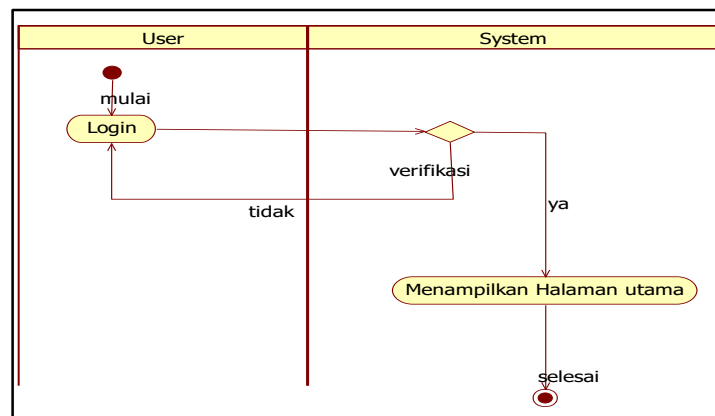 User
System
mulai
Login
verifikasi
tidak
ya
Menampilkan Halaman utama
selesai